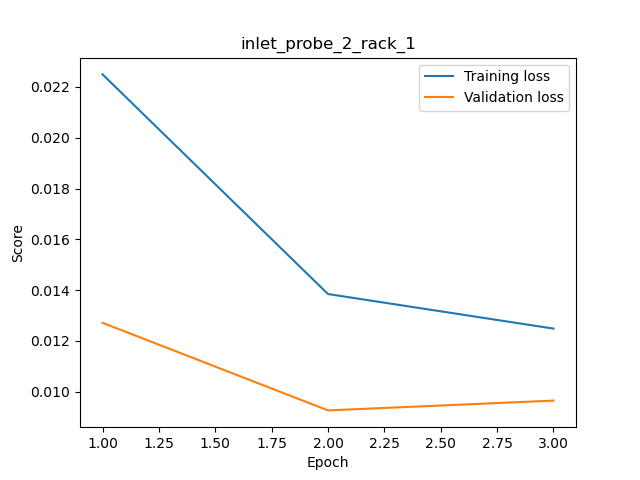 inlet_probe_2_rack_1
Training loss
Validation loss
0.022
0.020
0.018
0.016
0.014
0.012
0.010
Score
1.00 1.25 1.50 1.75 2.00 2.25 2.50 2.75 3.00
Epoch